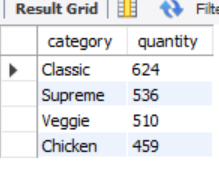 Result Grid Filte
category quantity
Classic 624
Supreme 536
Veggie 510
Chicken 459